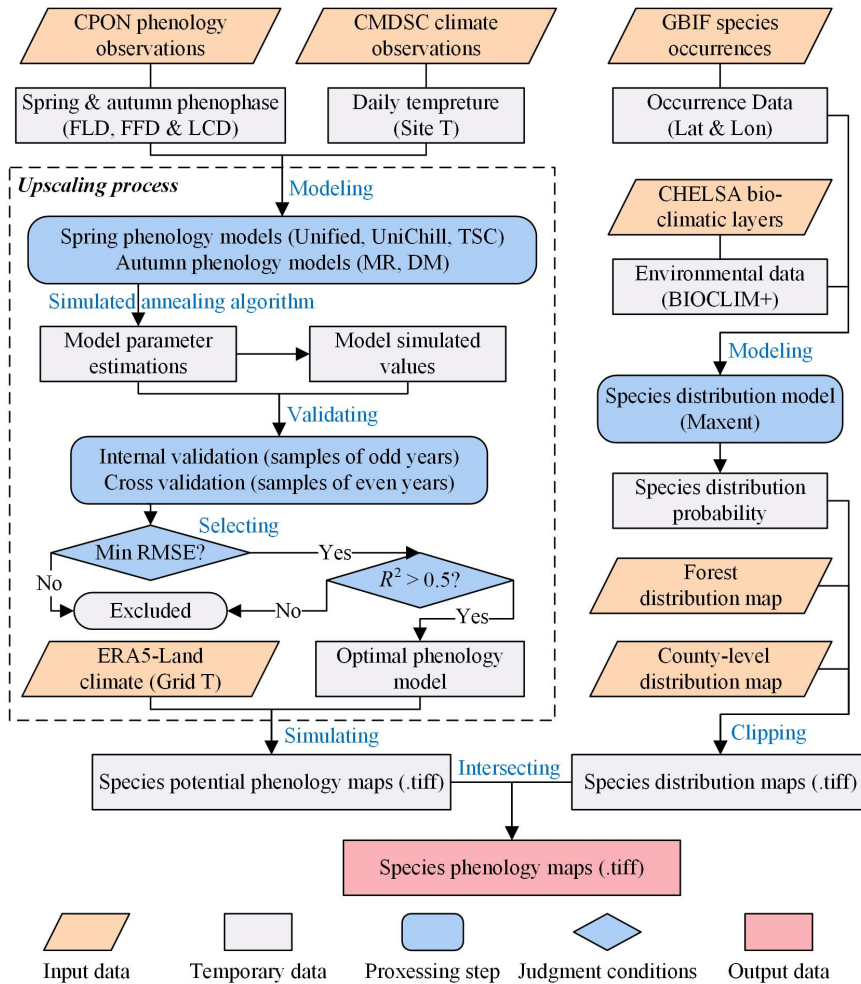 CPON phenology
observations
CMDSC climate
observations
GBIF species
occurrences
Spring & autumn phenophase
(FLD, FFD & LCD)
Daily tempreture
(Site T)
Occurrence Data
(Lat & Lon)
Upscaling process
Modeling
Spring phenology models (Unified, UniChill, TSC)
Autumn phenology models (MR, DM)
Simulated annealing algorithm
Model parameter
estimations
Model simulated
values
Validating
Internal validation (samples of odd years)
Cross validation (samples of even years)
Selecting
Min RMSE?
Yes
No
R² > 0.5?
Excluded
No
Yes
ERA5-Land
climate (Grid T)
Optimal phenology
model
CHELSA bio-
climatic layers
Environmental data
(BIOCLIM+)
Modeling
Species distribution model
(Maxent)
Species distribution
probability
Forest
distribution map
County-level
distribution map
Simulating
Clipping
Species potential phenology maps (.tiff)
Intersecting
Species distribution maps (.tiff)
Species phenology maps (.tiff)
Input data
Temporary data
Proxessing step
Judgment conditions
Output data